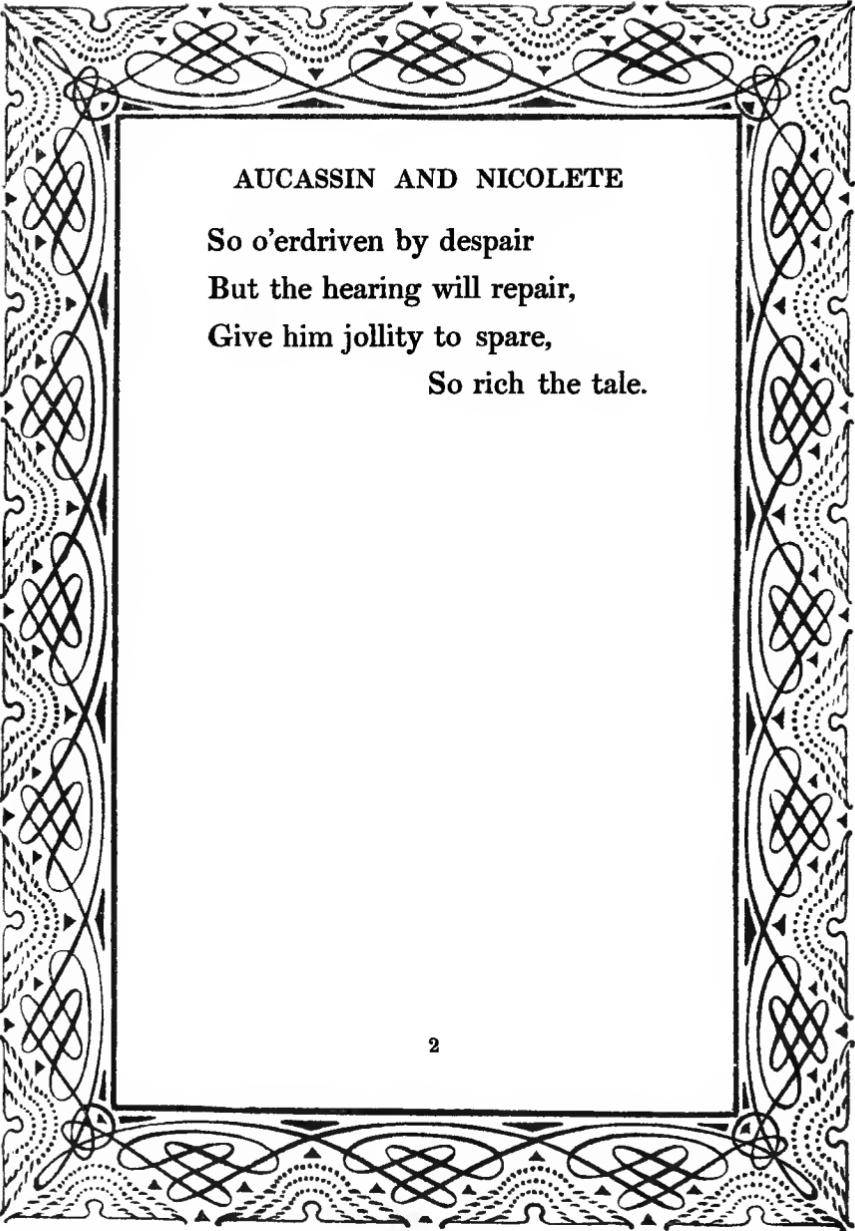 AUCASSIN AND NICOLETE
So o'erdriven by despair
But the hearing will repair,
Give him jollity to spare,
So rich the tale.
2